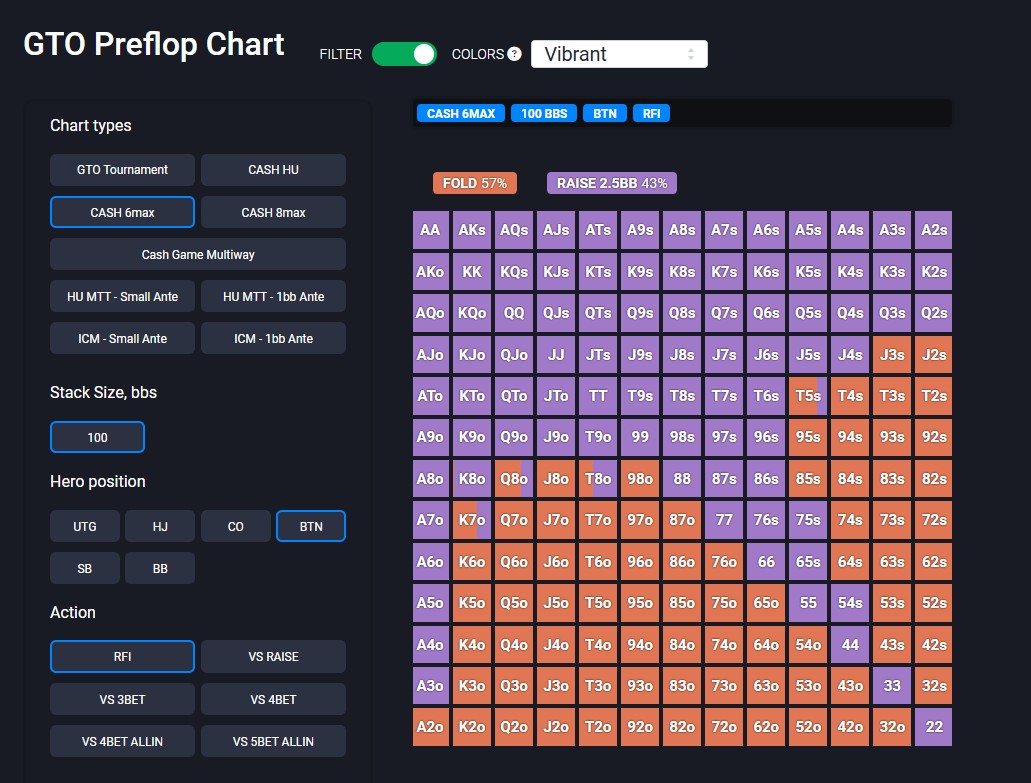 GTO Preflop Chart
FILTER
COLORS ?
Vibrant
Chart types
GTO Tournament
CASH HU
CASH 6max
CASH 8max
Cash Game Multiway
HU MTT - Small Ante
HU MTT - 1bb Ante
ICM - Small Ante
ICM - 1bb Ante
Stack Size, bbs
100
Hero position
UTG
HJ
CO
BTN
SB
BB
Action
RFI
VS RAISE
VS 3BET
VS 4BET
VS 4BET ALLIN
VS 5BET ALLIN
CASH 6MAX
100 BBS
BTN
RFI
FOLD 57%
RAISE 2.5BB 43%
AA AKs AQs AJs ATs A9s A8s A7s A6s A5s A4s A3s A2s
AKo KK KQs KJs KTs K9s K8s K7s K6s K5s K4s K3s K2s
AQo KQo QQ QJs QTs Q9s Q8s Q7s Q6s Q5s Q4s Q3s Q2s
AJo KJo QJo JJ JTs J9s J8s J7s J6s J5s J4s J3s J2s
ATo KTo QTo JTo TT T9s T8s T7s T6s T5s T4s T3s T2s
A9o K9o Q9o J9o T9o 99 98s 97s 96s 95s 94s 93s 92s
A8o K8o Q8o J8o T8o 98o 88 87s 86s 85s 84s 83s 82s
A7o K7o Q7o J7o T7o 97o 87o 77 76s 75s 74s 73s 72s
A6o K6o Q6o J6o T6o 96o 86o 76o 66 65s 64s 63s 62s
A5o K5o Q5o J5o T5o 95o 85o 75o 65o 55 54s 53s 52s
A4o K4o Q4o J4o T4o 94o 84o 74o 64o 54o 44 43s 42s
A3o K3o Q3o J3o T3o 93o 83o 73o 63o 53o 43o 33 32s
A2o K2o Q2o J2o T2o 92o 82o 72o 62o 52o 42o 32o 22